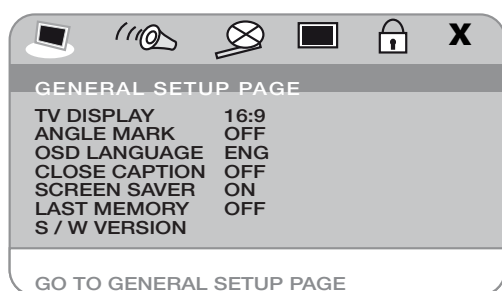 X
GENERAL SETUP PAGE
TV DISPLAY 16:9
ANGLE MARK OFF
OSD LANGUAGE ENG
CLOSE CAPTION OFF
SCREEN SAVER ON
LAST MEMORY OFF
S / W VERSION
GO TO GENERAL SETUP PAGE